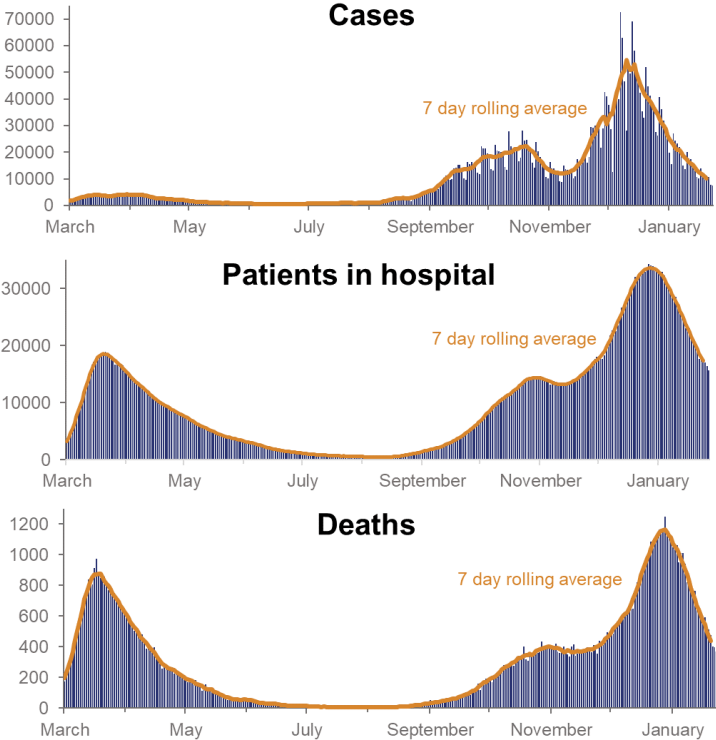 Cases
70000
60000
50000
40000
30000
20000
10000
0
7 day rolling average
March May July September November January
Patients in hospital
30000
20000
10000
0
7 day rolling average
March May July September November January
Deaths
1200
1000
800
600
400
200
0
7 day rolling average
March May July September November January